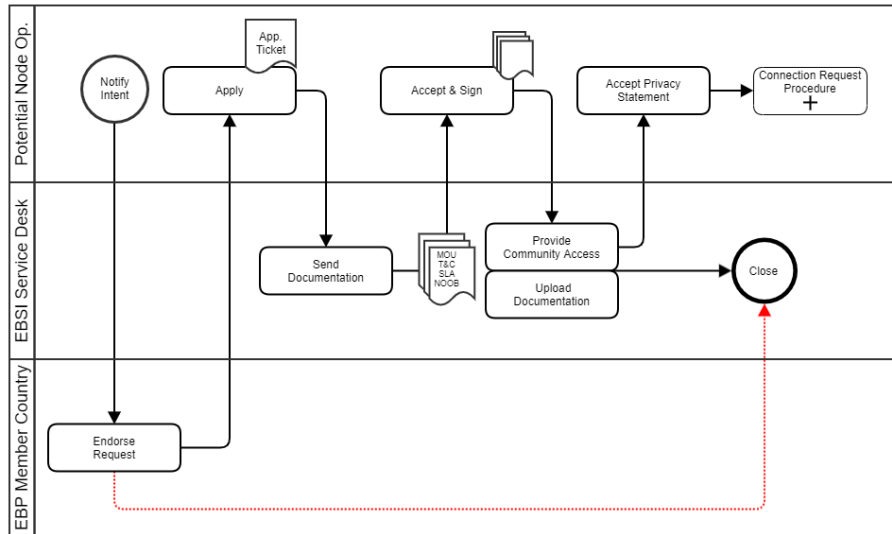 Potential Node Op.
Notify
Intent
App.
Ticket
Apply
Accept & Sign
Accept Privacy
Statement
Connection Request
Procedure
EBSI Service Desk
Send
Documentation
MOU
T&C
SLA
NOOB
Provide
Community Access
Upload
Documentation
Close
EBP Member Country
Endorse
Request